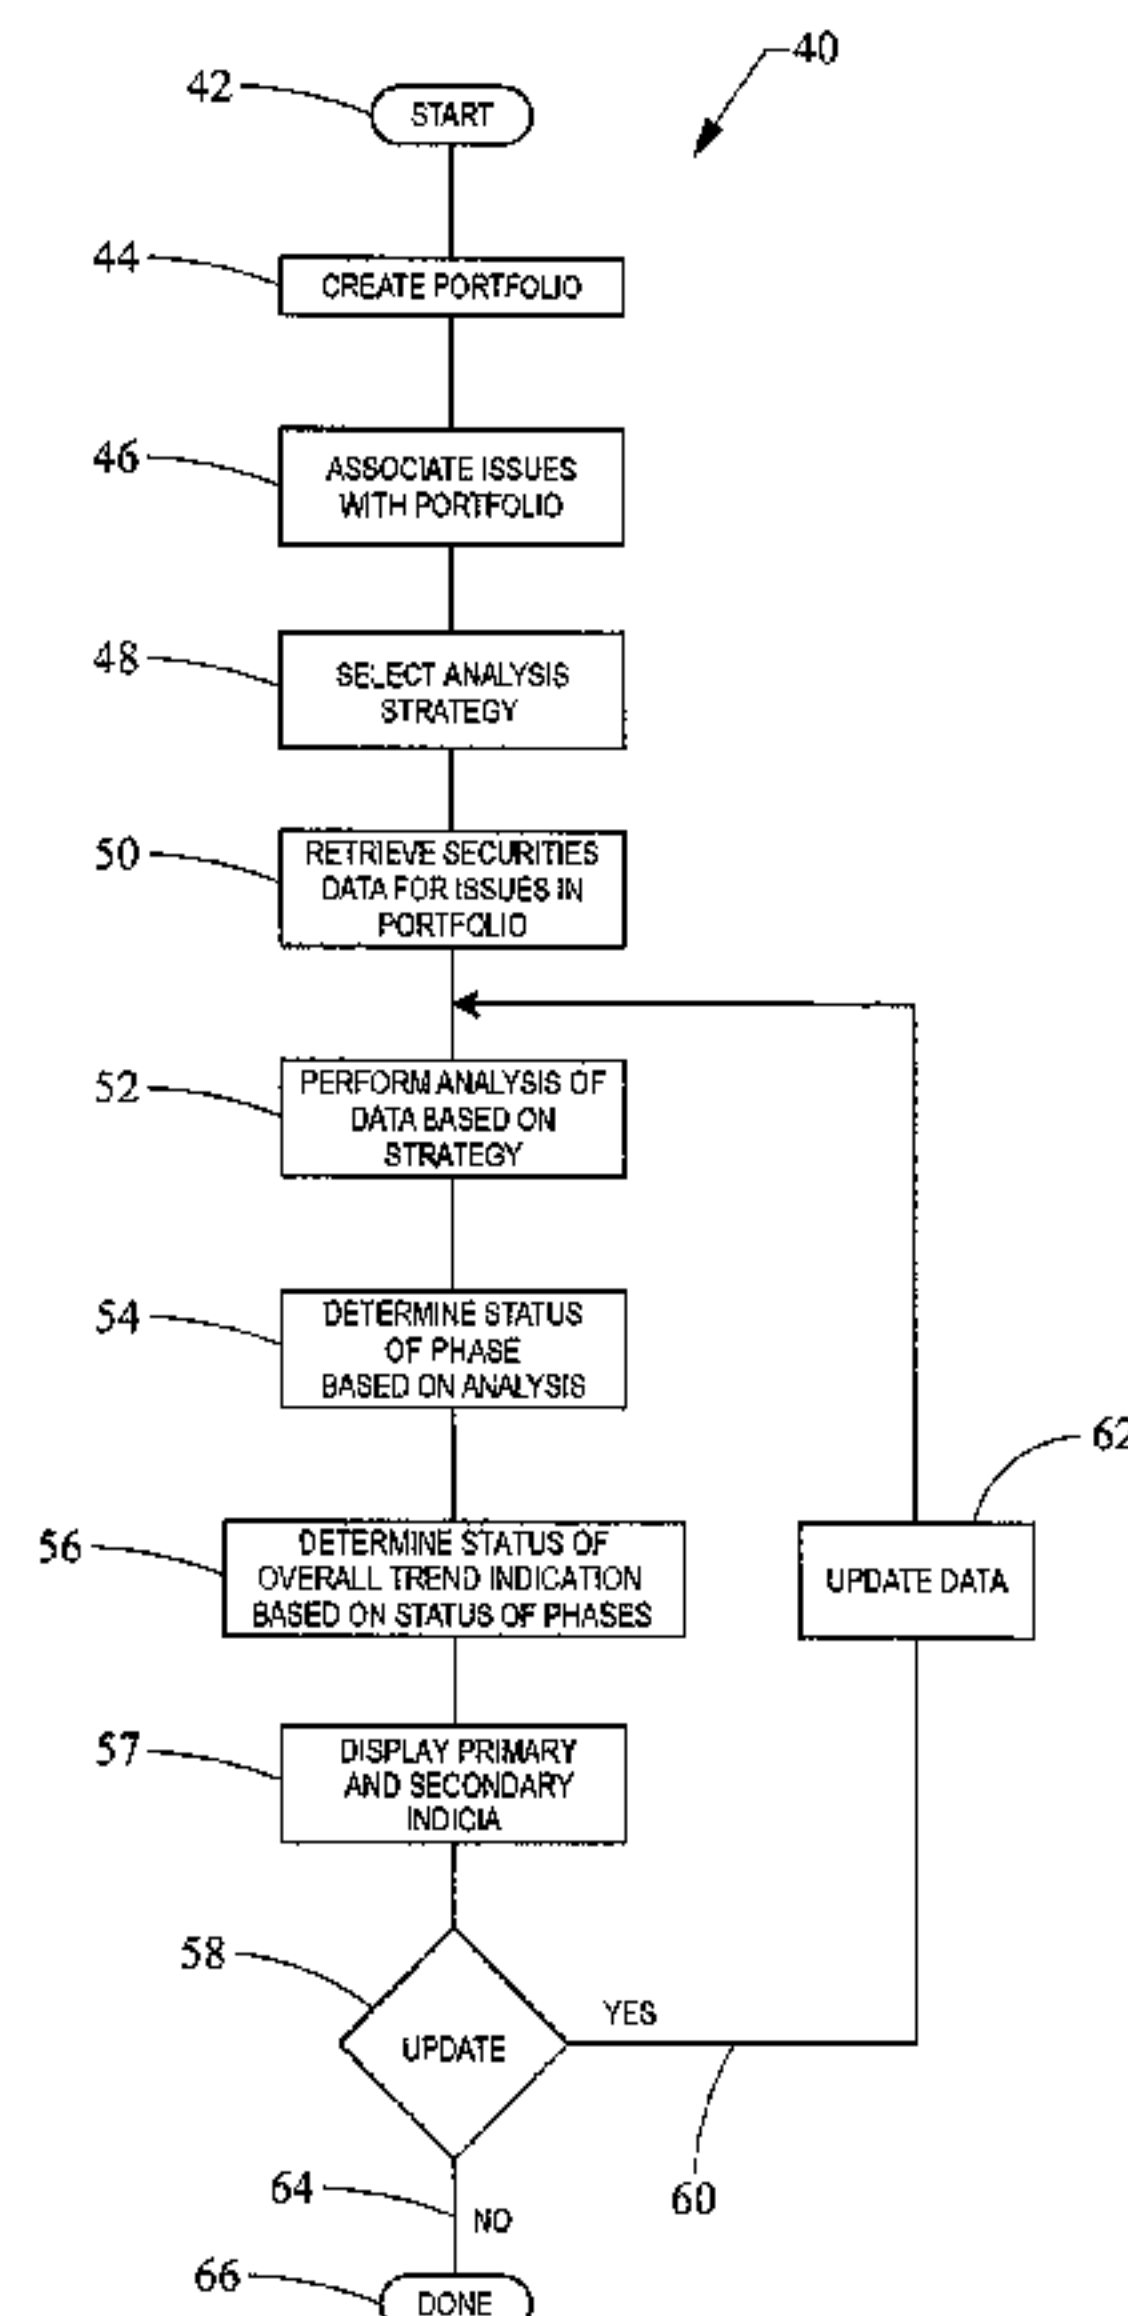 40
42
START
44
CREATE PORTFOLIO
46
ASSOCIATE ISSUES
WITH PORTFOLIO
48
SELECT ANALYSIS
STRATEGY
50
RETRIEVE SECURITIES
DATA FOR ISSUES IN
PORTFOLIO
52
PERFORM ANALYSIS OF
DATA BASED ON
STRATEGY
54
DETERMINE STATUS
OF PHASE
BASED ON ANALYSIS
62
56
DETERMINE STATUS OF
OVERALL TREND INDICATION
BASED ON STATUS OF PHASES
UPDATE DATA
57
DISPLAY PRIMARY
AND SECONDARY
INDICIA
58
UPDATE
YES
60
64
NO
66
DONE